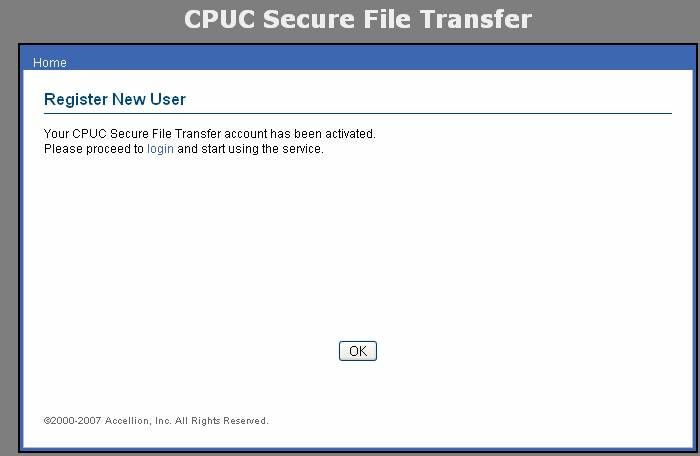 CPUC Secure File Transfer
Home
Register New User
Your CPUC Secure File Transfer account has been activated.
Please proceed to login and start using the service.
OK
©2000-2007 Accellion, Inc. All Rights Reserved.